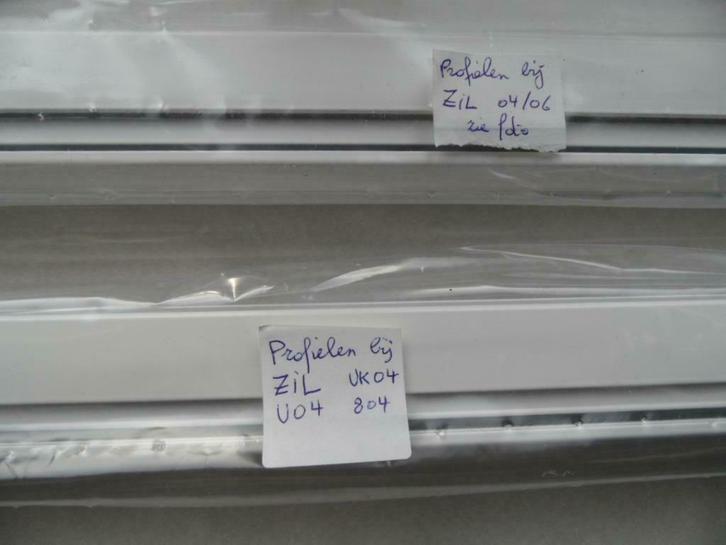 Profielen bij
ZiL 04/06
zie foto
Profielen bij
ZiL UK04
U04 804